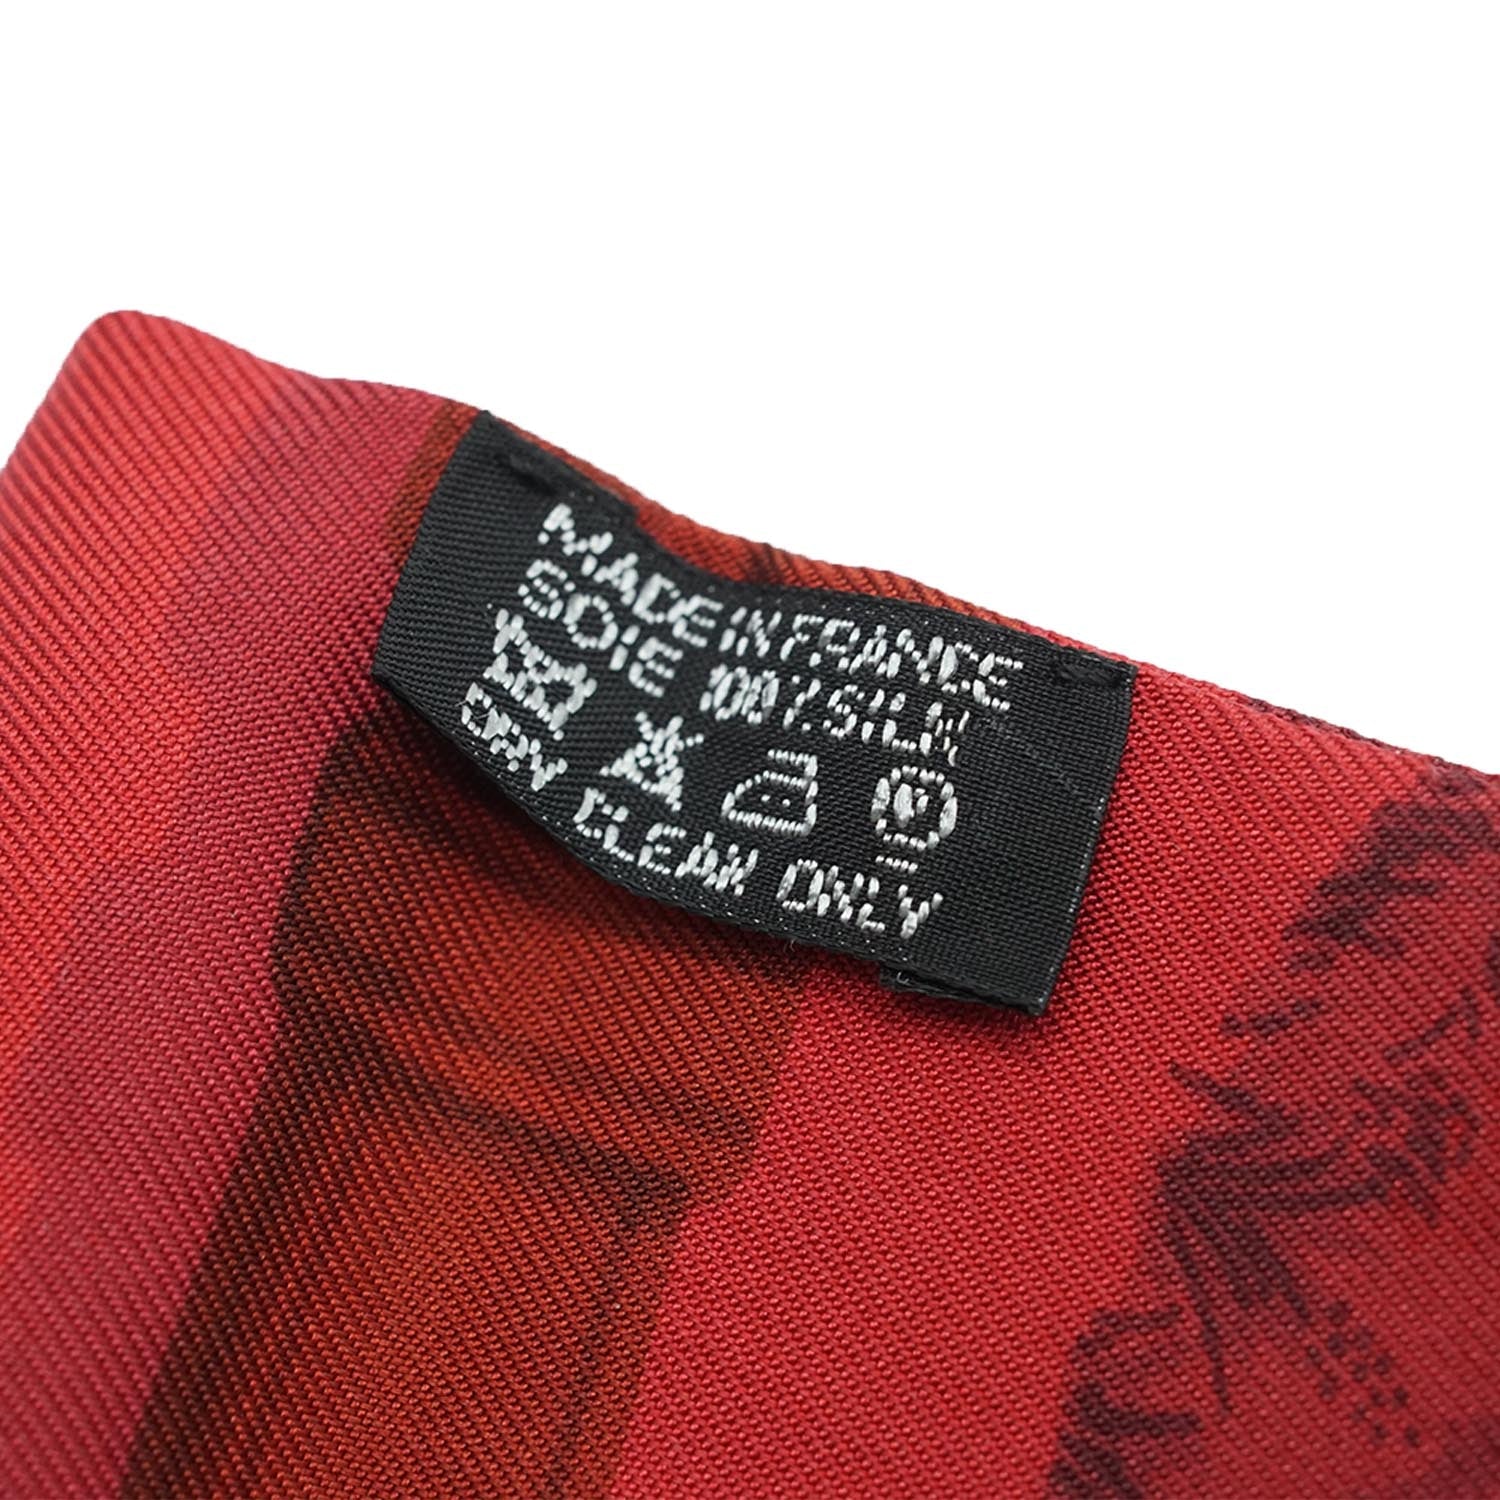 MADE IN FRANCE
SOIE 100% SILK
P
DRY CLEAN ONLY